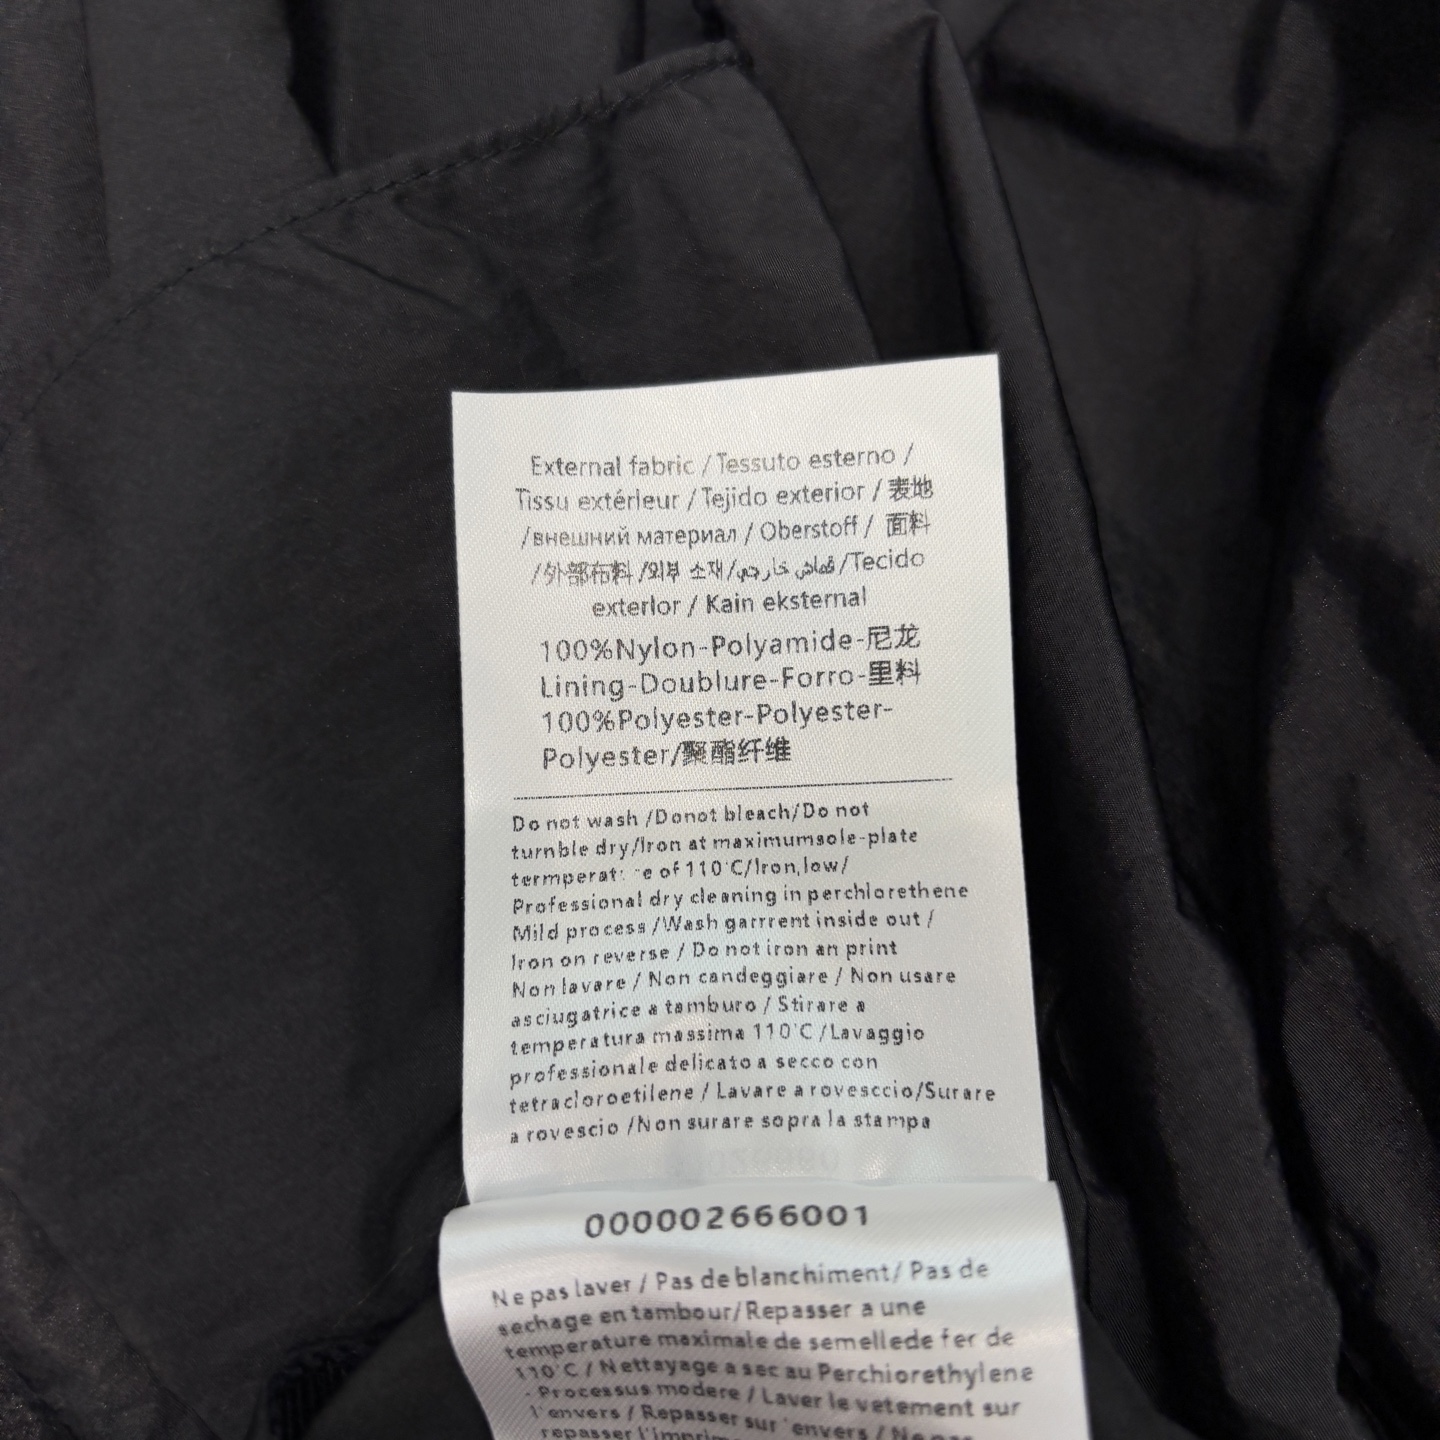 External fabric / Tessuto esterno /
Tissu extérieur / Tejido exterior / 表地
/внешний материал / Oberstoff / 面料
/外部布料/외부 소재/قماش خارجي/Tecido
exterior / Kain eksternal
100%Nylon-Polyamide-尼龙
Lining-Doublure-Forro-里料
100%Polyester-Polyester-
Polyester/聚酯纤维
Do not wash /Donot bleach/Do not
turnble dry/Iron at maximumsole-plate
of 110°C/Iron,low/
Professional dry cleaning in perchlorethene
Mild process /Wash garrrent inside out /
Iron on reverse / Do not iron an print
Non lavare / Non candeggiare / Non usare
asciugatrice a tamburo / Stirare a
temperatura massima 110°C /Lavaggio
professionale delicato a secco con
tetracloroetilene / Lavare a rovesccio/Surare
a rovescio /Non surare sopra la stampa
000002666001
Ne pas laver / Pas de blanchiment/ Pas de
sechage en tambour/Repasser a une
temperature maximale de semellede fer de
110°C / Nettayage a sec au Perchiorethylene
- Processus modere / Laver le vetement sur
l'envers / Repasser sur 'envers / Ne pas
repasser